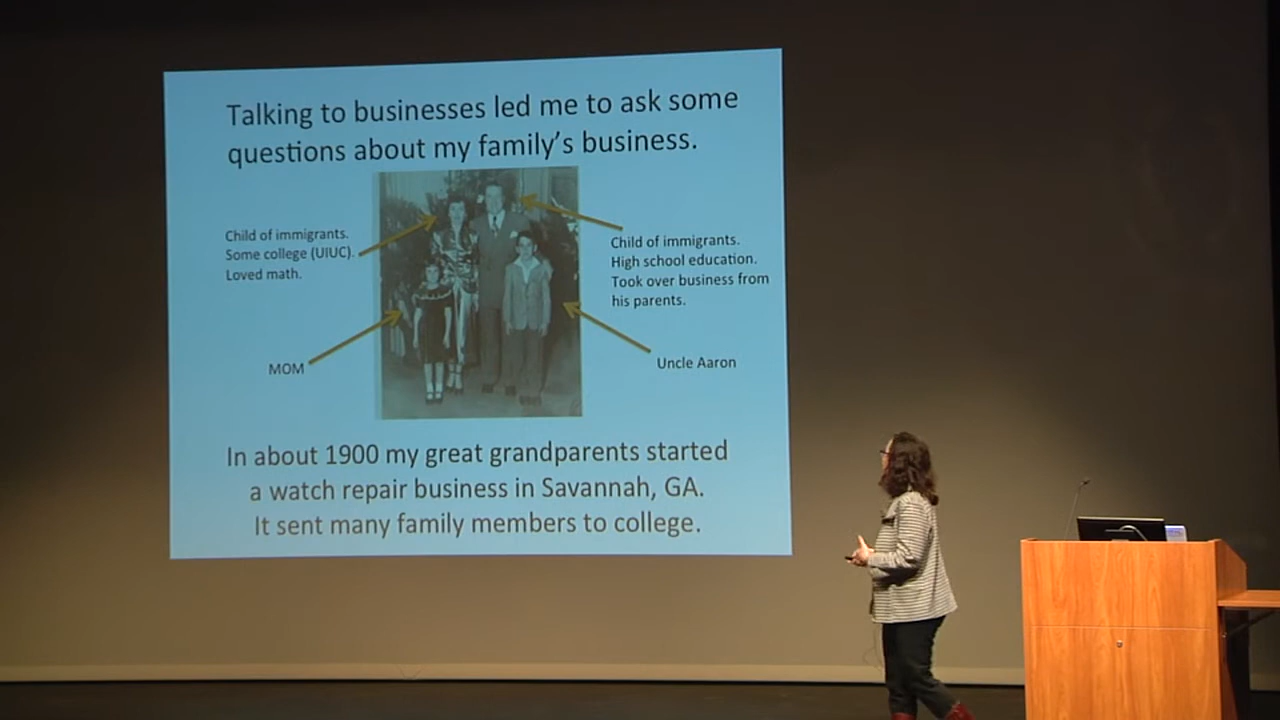 Talking to businesses led me to ask some
questions about my family's business.
Child of immigrants.
Some college (UIUC).
Loved math.
Child of immigrants.
High school education.
Took over business from
his parents.
MOM
Uncle Aaron
In about 1900 my great grandparents started
a watch repair business in Savannah, GA.
It sent many family members to college.